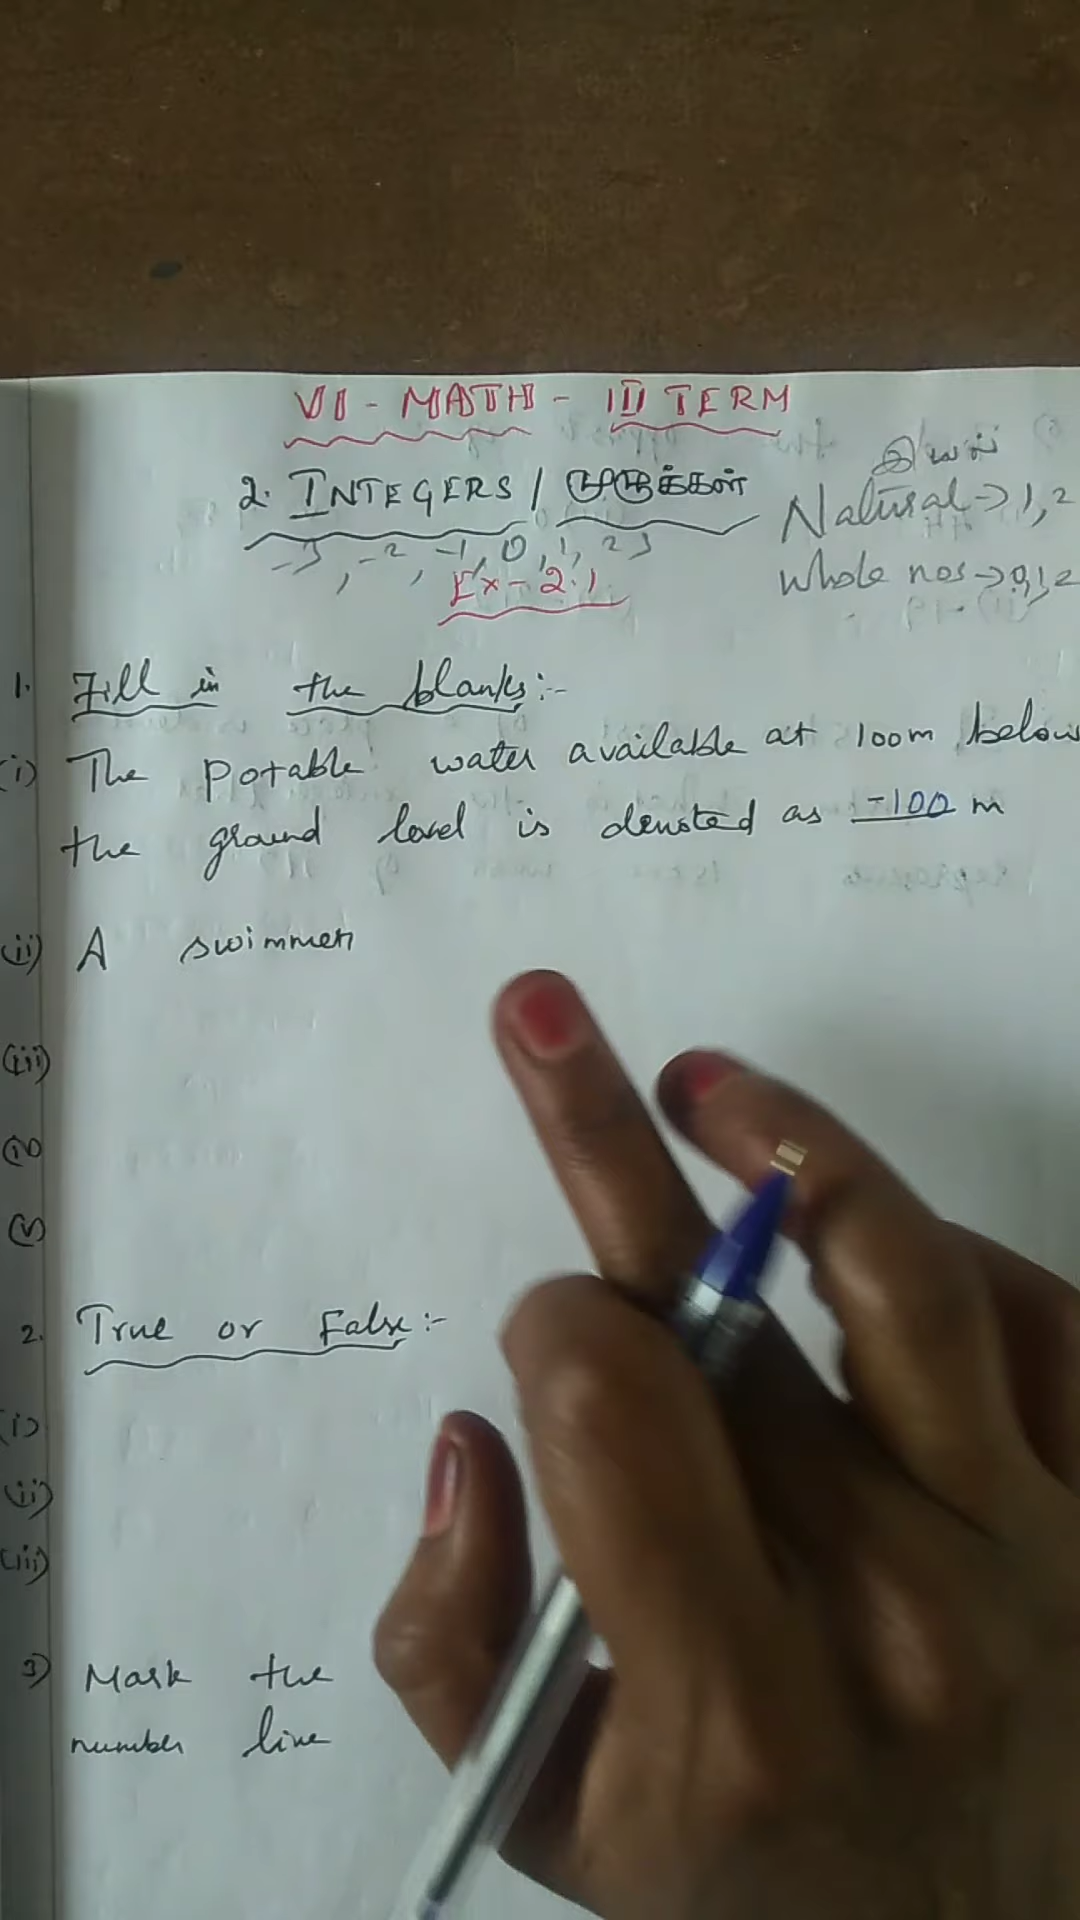 VI - MATH - III TERM
2. INTEGERS / முழுக்கள்
இயல்
Natural → 1, 2
-3, -2, -1, 0, 1, 2, 3
Whole nos → 0, 1, 2
Ex - 2.1
1. Fill in the blanks:-
(i) The potable water available at 100m below
the ground level is denoted as -100 m
(ii) A swimmer
(iii)
(iv)
(v)
2. True or False:-
(i)
(ii)
(iii)
3) Mark the
number line